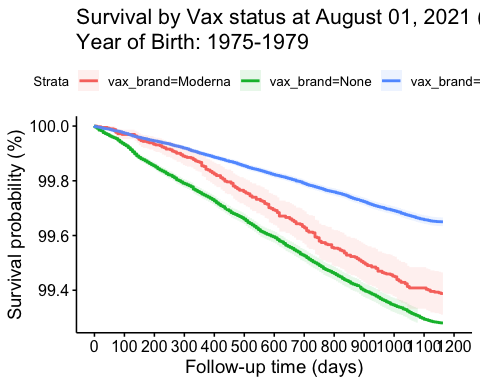 Survival by Vax status at August 01, 2021 (
Year of Birth: 1975-1979
Strata vax_brand=Moderna vax_brand=None vax_brand=
Survival probability (%)
100.0
99.8
99.6
99.4
0 100 200 300 400 500 600 700 800 900 1000 1100 1200
Follow-up time (days)